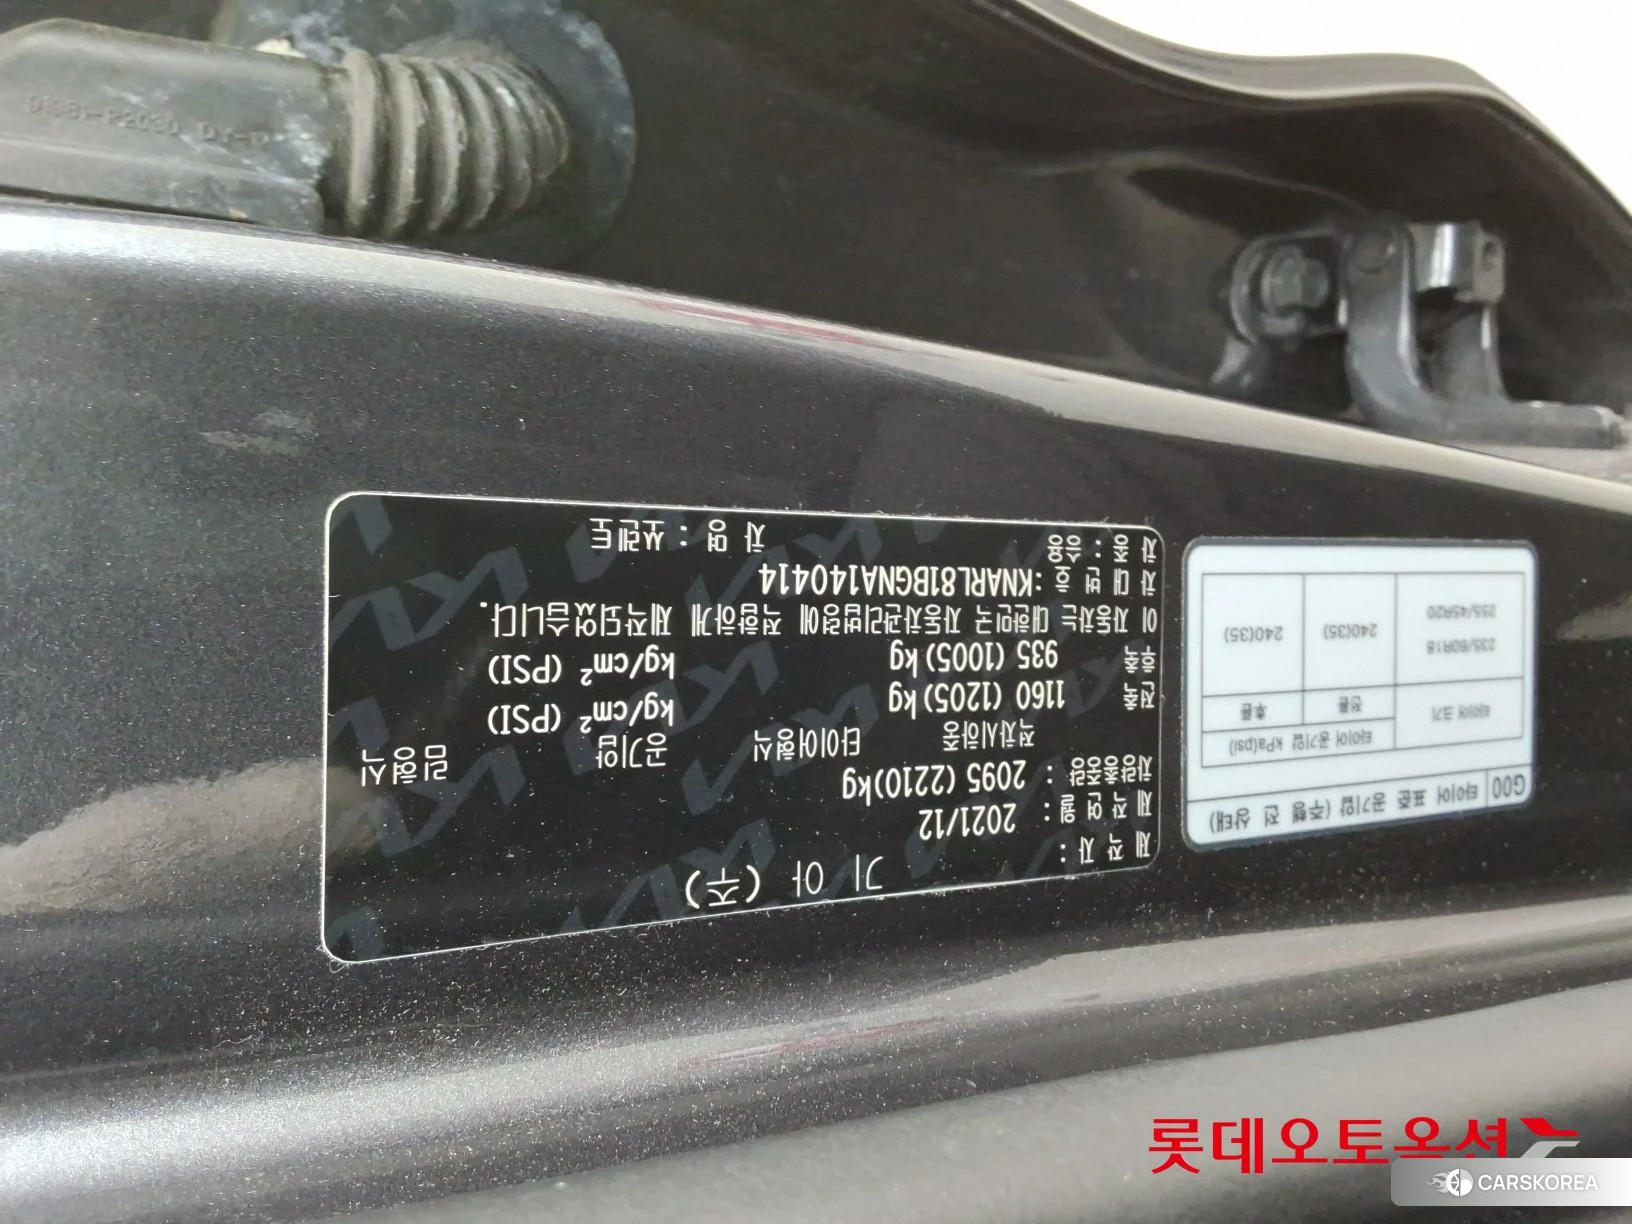 기 아 (주)
제 작 자 :
제 작 연 월 : 2021/12
차량총중량 : 2095 (2210)kg
적차시하중 타이어형식 공기압 림형식
전축 1160 (1205)kg kg/cm² (PSI)
후축 935 (1005)kg kg/cm² (PSI)
이 자동차는 대한민국 자동차관리법령에 적합하게 제작되었습니다.
차 대 번 호 :KNARL81BGNA140414
차 종 : 승용 차 명 : 쏘렌토
G00 타이어 표준 공기압 (주행 전 상태)
타이어 크기 타이어 공기압 kPa(psi)
전륜 후륜
235/60R18
255/45R20
240(35) 240(35)
롯데오토옥션
CARSKOREA